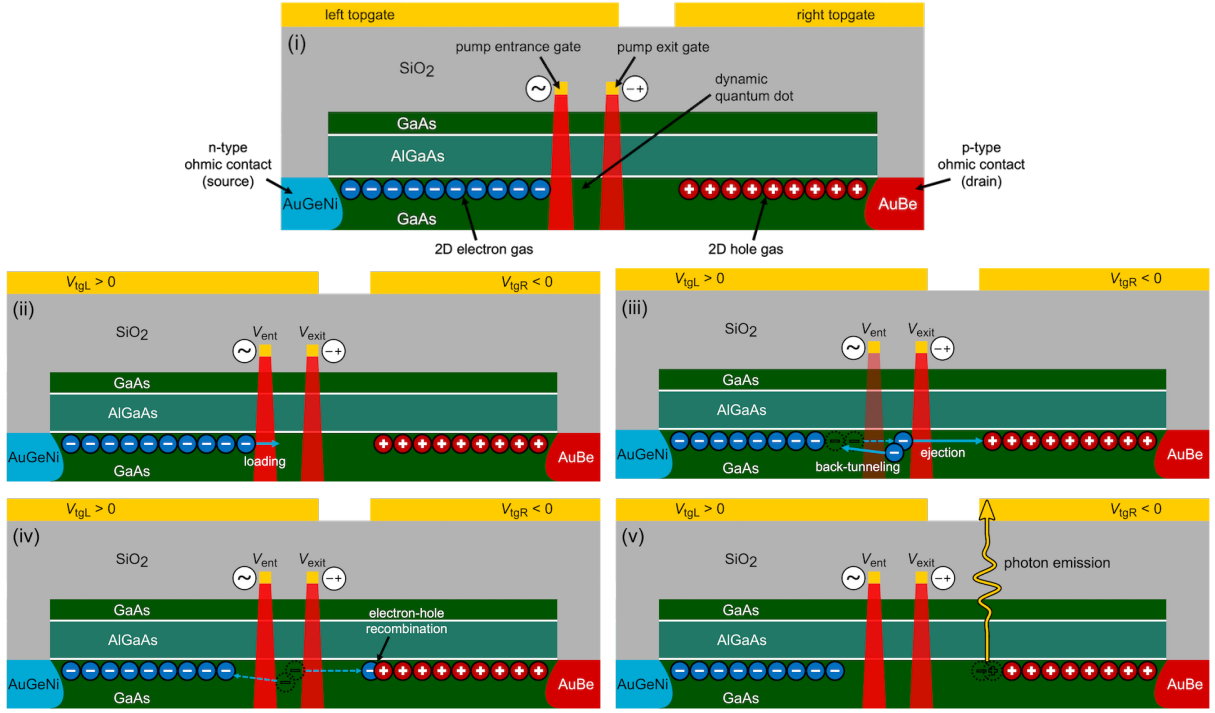 left topgate
right topgate
(i)
pump entrance gate
pump exit gate
SiO2
~
-+
dynamic
quantum dot
GaAs
AlGaAs
n-type
ohmic contact
(source)
p-type
ohmic contact
(drain)
AuGeNi
AuBe
GaAs
2D electron gas
2D hole gas
VtgL > 0
VtgR < 0
(ii)
SiO2
Vent
Vexit
~
-+
GaAs
AlGaAs
AuGeNi
loading
AuBe
GaAs
VtgL > 0
VtgR < 0
(iii)
SiO2
Vent
Vexit
~
-+
GaAs
AlGaAs
AuGeNi
ejection
AuBe
GaAs
back-tunneling
VtgL > 0
VtgR < 0
(iv)
SiO2
Vent
Vexit
~
-+
GaAs
electron-hole
recombination
AlGaAs
AuGeNi
AuBe
GaAs
VtgL > 0
VtgR < 0
(v)
SiO2
Vent
Vexit
photon emission
~
-+
GaAs
AlGaAs
AuGeNi
AuBe
GaAs